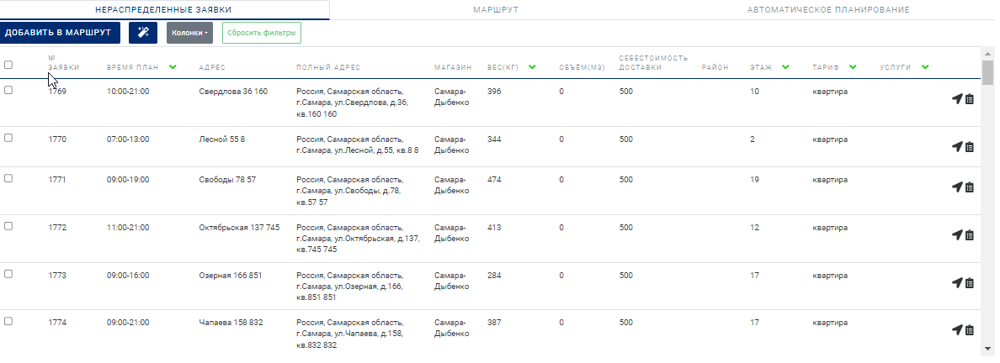 НЕРАСПРЕДЕЛЕННЫЕ ЗАЯВКИ МАРШРУТ АВТОМАТИЧЕСКОЕ ПЛАНИРОВАНИЕ
ДОБАВИТЬ В МАРШРУТ Колонки Сбросить фильтры
№ ЗАЯВКИ ВРЕМЯ ПЛАН АДРЕС ПОЛНЫЙ АДРЕС МАГАЗИН ВЕС(КГ) ОБЪЁМ(М3) СЕБЕСТОИМОСТЬ ДОСТАВКИ РАЙОН ЭТАЖ ТАРИФ УСЛУГИ
1769 10:00-21:00 Свердлова 36 160 Россия, Самарская область, Самара- 396 0 500 10 квартира
г.Самара, ул.Свердлова, д.36, Дыбенко
кв.160 160
1770 07:00-13:00 Лесной 55 8 Россия, Самарская область, Самара- 344 0 500 2 квартира
г.Самара, ул.Лесной, д.55, кв.8 8 Дыбенко
1771 09:00-19:00 Свободы 78 57 Россия, Самарская область, Самара- 474 0 500 19 квартира
г.Самара, ул.Свободы, д.78, Дыбенко
кв.57 57
1772 11:00-21:00 Октябрьская 137 745 Россия, Самарская область, Самара- 413 0 500 12 квартира
г.Самара, ул.Октябрьская, д.137, Дыбенко
кв.745 745
1773 09:00-16:00 Озерная 166 851 Россия, Самарская область, Самара- 284 0 500 17 квартира
г.Самара, ул.Озерная, д.166, Дыбенко
кв.851 851
1774 09:00-21:00 Чапаева 158 832 Россия, Самарская область, Самара- 387 0 500 17 квартира
г.Самара, ул.Чапаева, д.158, Дыбенко
кв.832 832